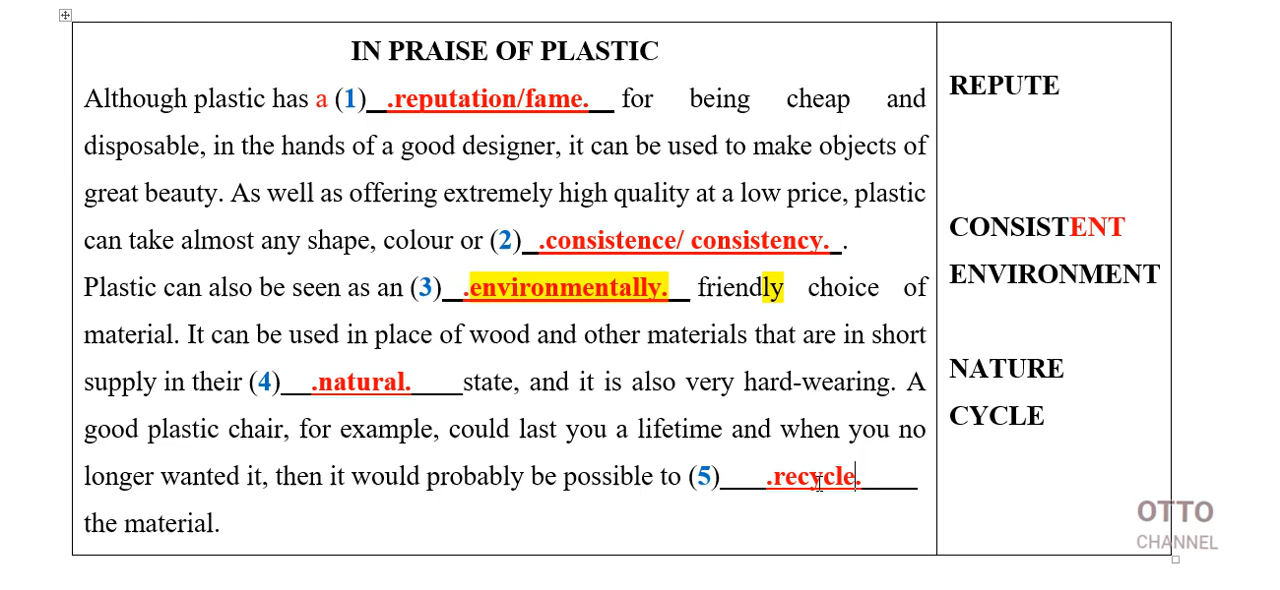 IN PRAISE OF PLASTIC
Although plastic has a (1)__.reputation/fame.__ for being cheap and
disposable, in the hands of a good designer, it can be used to make objects of
great beauty. As well as offering extremely high quality at a low price, plastic
can take almost any shape, colour or (2)_.consistence/ consistency._.
Plastic can also be seen as an (3)__.environmentally.__ friendly choice of
material. It can be used in place of wood and other materials that are in short
supply in their (4)___.natural.____state, and it is also very hard-wearing. A
good plastic chair, for example, could last you a lifetime and when you no
longer wanted it, then it would probably be possible to (5)____.recycle.____
the material.
REPUTE
CONSISTENT
ENVIRONMENT
NATURE
CYCLE
OTTO
CHANNEL